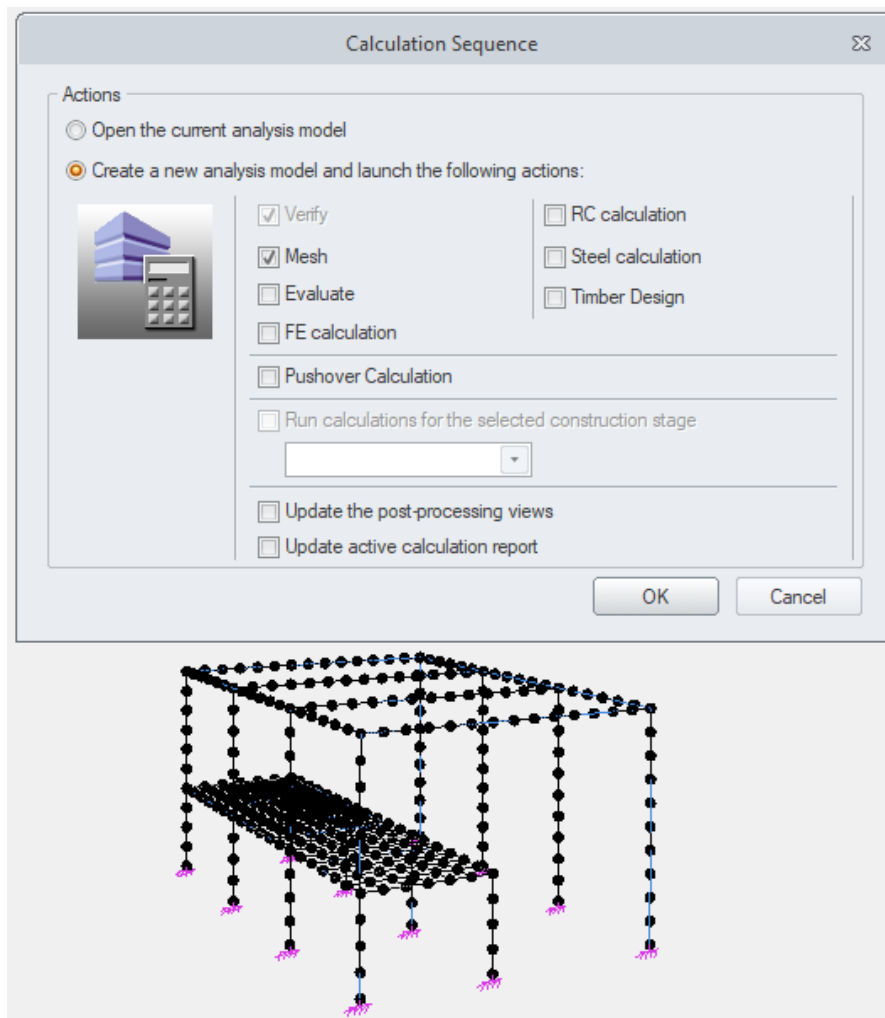 Calculation Sequence
Actions
Open the current analysis model
Create a new analysis model and launch the following actions:
Verify
Mesh
Evaluate
FE calculation
RC calculation
Steel calculation
Timber Design
Pushover Calculation
Run calculations for the selected construction stage
Update the post-processing views
Update active calculation report
OK
Cancel